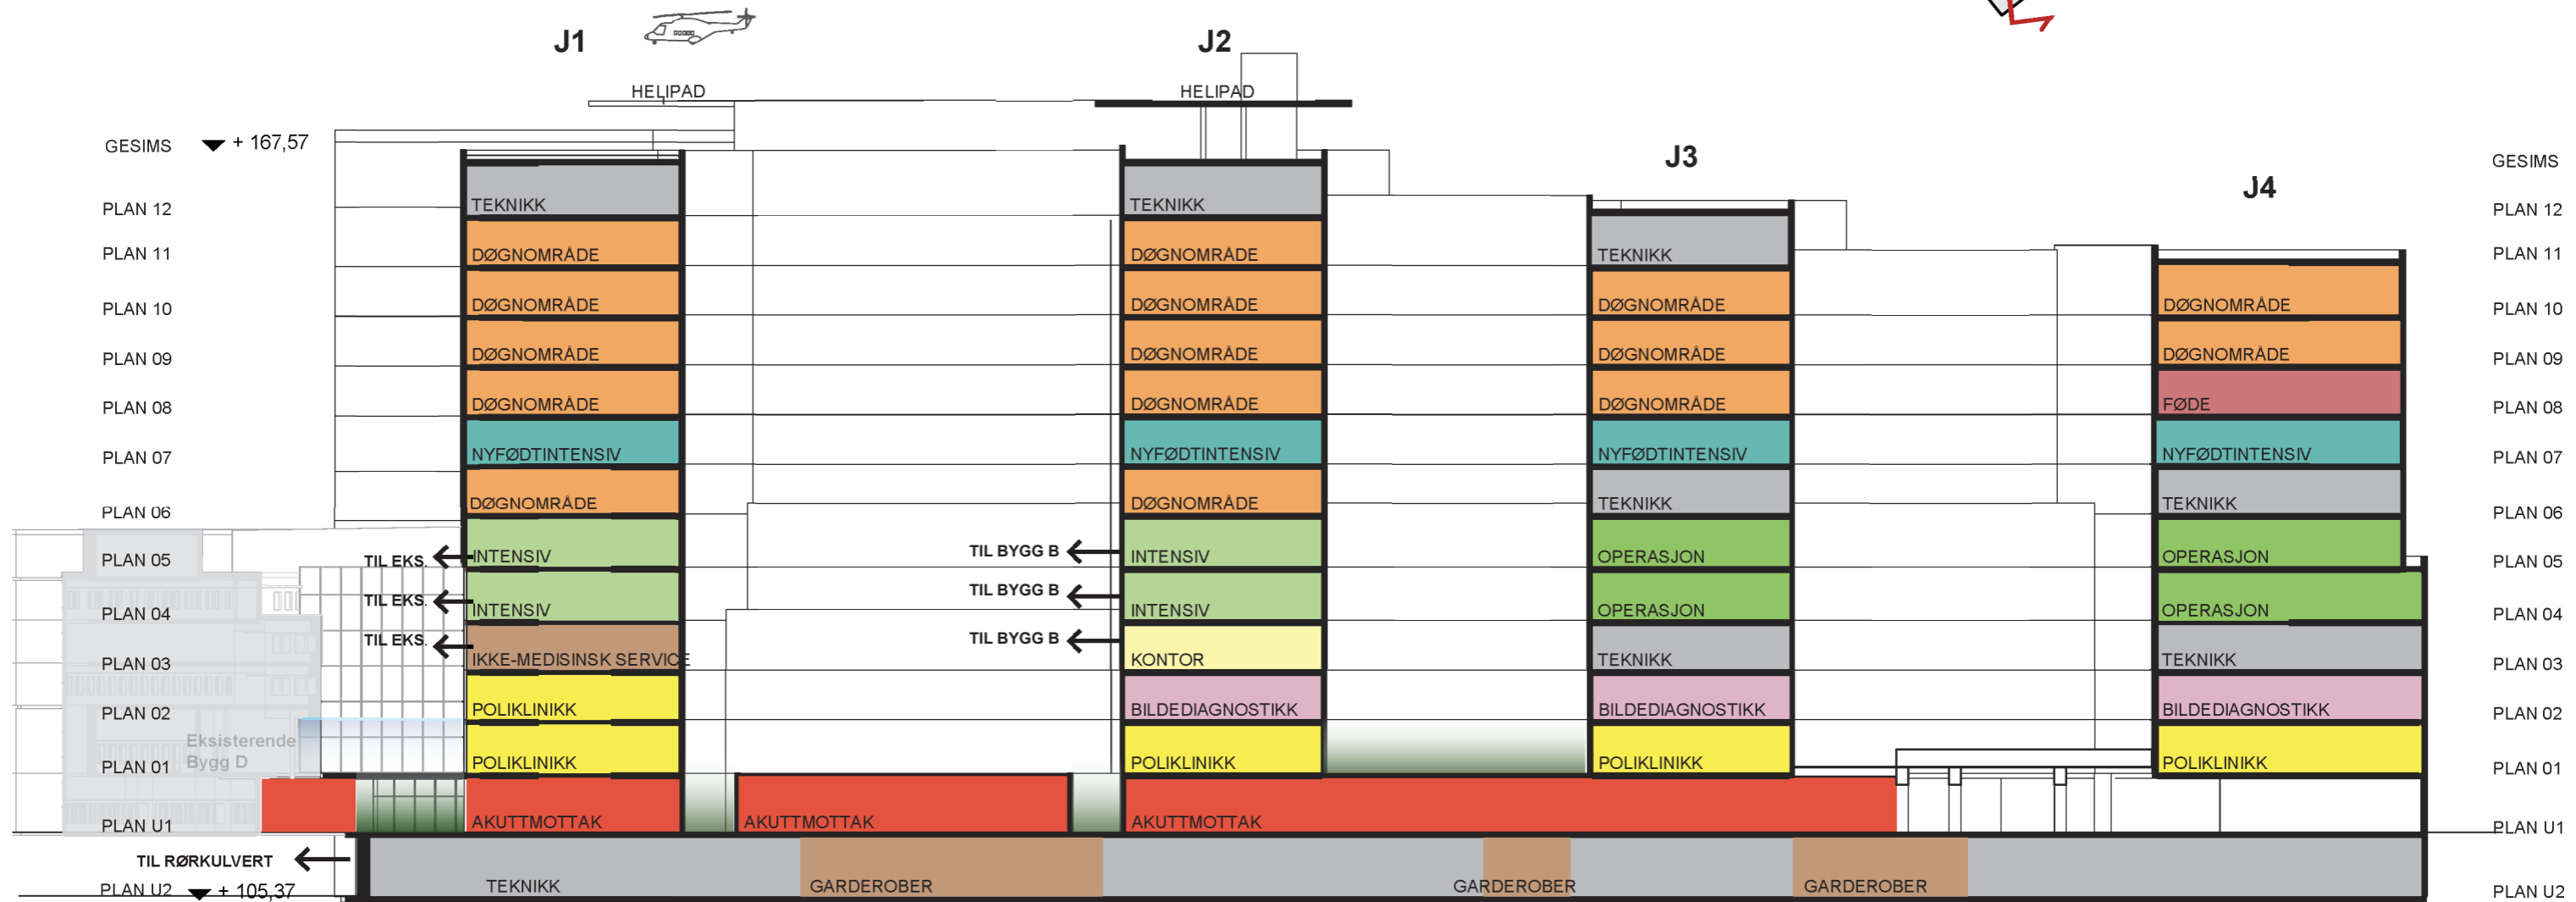 J1
J2
HELIPAD
HELIPAD
GESIMS
+ 167,57
J3
GESIMS
J4
PLAN 12
TEKNIKK
TEKNIKK
PLAN 12
PLAN 11
DØGNOMRÅDE
DØGNOMRÅDE
TEKNIKK
PLAN 11
PLAN 10
DØGNOMRÅDE
DØGNOMRÅDE
DØGNOMRÅDE
DØGNOMRÅDE
PLAN 10
PLAN 09
DØGNOMRÅDE
DØGNOMRÅDE
DØGNOMRÅDE
DØGNOMRÅDE
PLAN 09
PLAN 08
DØGNOMRÅDE
DØGNOMRÅDE
DØGNOMRÅDE
FØDE
PLAN 08
PLAN 07
NYFØDTINTENSIV
NYFØDTINTENSIV
NYFØDTINTENSIV
NYFØDTINTENSIV
PLAN 07
PLAN 06
DØGNOMRÅDE
DØGNOMRÅDE
TEKNIKK
TEKNIKK
PLAN 06
PLAN 05
TIL EKS.
INTENSIV
TIL BYGG B
INTENSIV
OPERASJON
OPERASJON
PLAN 05
PLAN 04
TIL EKS.
INTENSIV
TIL BYGG B
INTENSIV
OPERASJON
OPERASJON
PLAN 04
PLAN 03
TIL EKS.
IKKE-MEDISINSK SERVICE
TIL BYGG B
KONTOR
TEKNIKK
TEKNIKK
PLAN 03
PLAN 02
POLIKLINIKK
BILDEDIAGNOSTIKK
BILDEDIAGNOSTIKK
BILDEDIAGNOSTIKK
PLAN 02
Eksisterende
Bygg D
PLAN 01
POLIKLINIKK
POLIKLINIKK
POLIKLINIKK
POLIKLINIKK
PLAN 01
PLAN U1
AKUTTMOTTAK
AKUTTMOTTAK
AKUTTMOTTAK
PLAN U1
TIL RØRKULVERT
PLAN U2
+ 105,37
TEKNIKK
GARDEROBER
GARDEROBER
GARDEROBER
PLAN U2